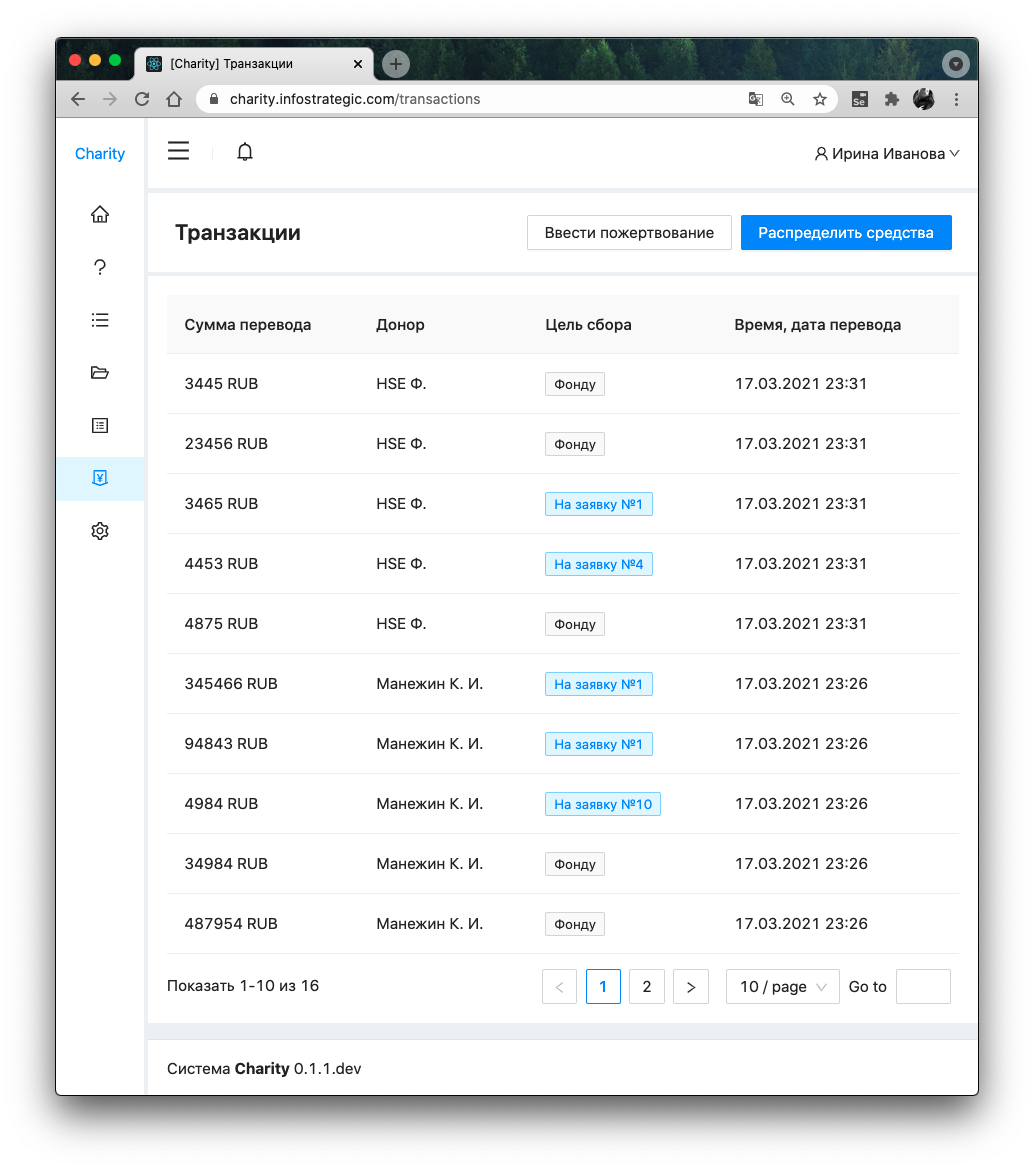 [Charity] Транзакции
charity.infostrategic.com/transactions
Se
Charity
Ирина Иванова
Транзакции
Ввести пожертвование
Распределить средства
Сумма перевода Донор Цель сбора Время, дата перевода
3445 RUB HSE Ф. Фонду 17.03.2021 23:31
23456 RUB HSE Ф. Фонду 17.03.2021 23:31
3465 RUB HSE Ф. На заявку №1 17.03.2021 23:31
4453 RUB HSE Ф. На заявку №4 17.03.2021 23:31
4875 RUB HSE Ф. Фонду 17.03.2021 23:31
345466 RUB Манежин К. И. На заявку №1 17.03.2021 23:26
94843 RUB Манежин К. И. На заявку №1 17.03.2021 23:26
4984 RUB Манежин К. И. На заявку №10 17.03.2021 23:26
34984 RUB Манежин К. И. Фонду 17.03.2021 23:26
487954 RUB Манежин К. И. Фонду 17.03.2021 23:26
Показать 1-10 из 16 < 1 2 > 10 / page Go to
Система Charity 0.1.1.dev